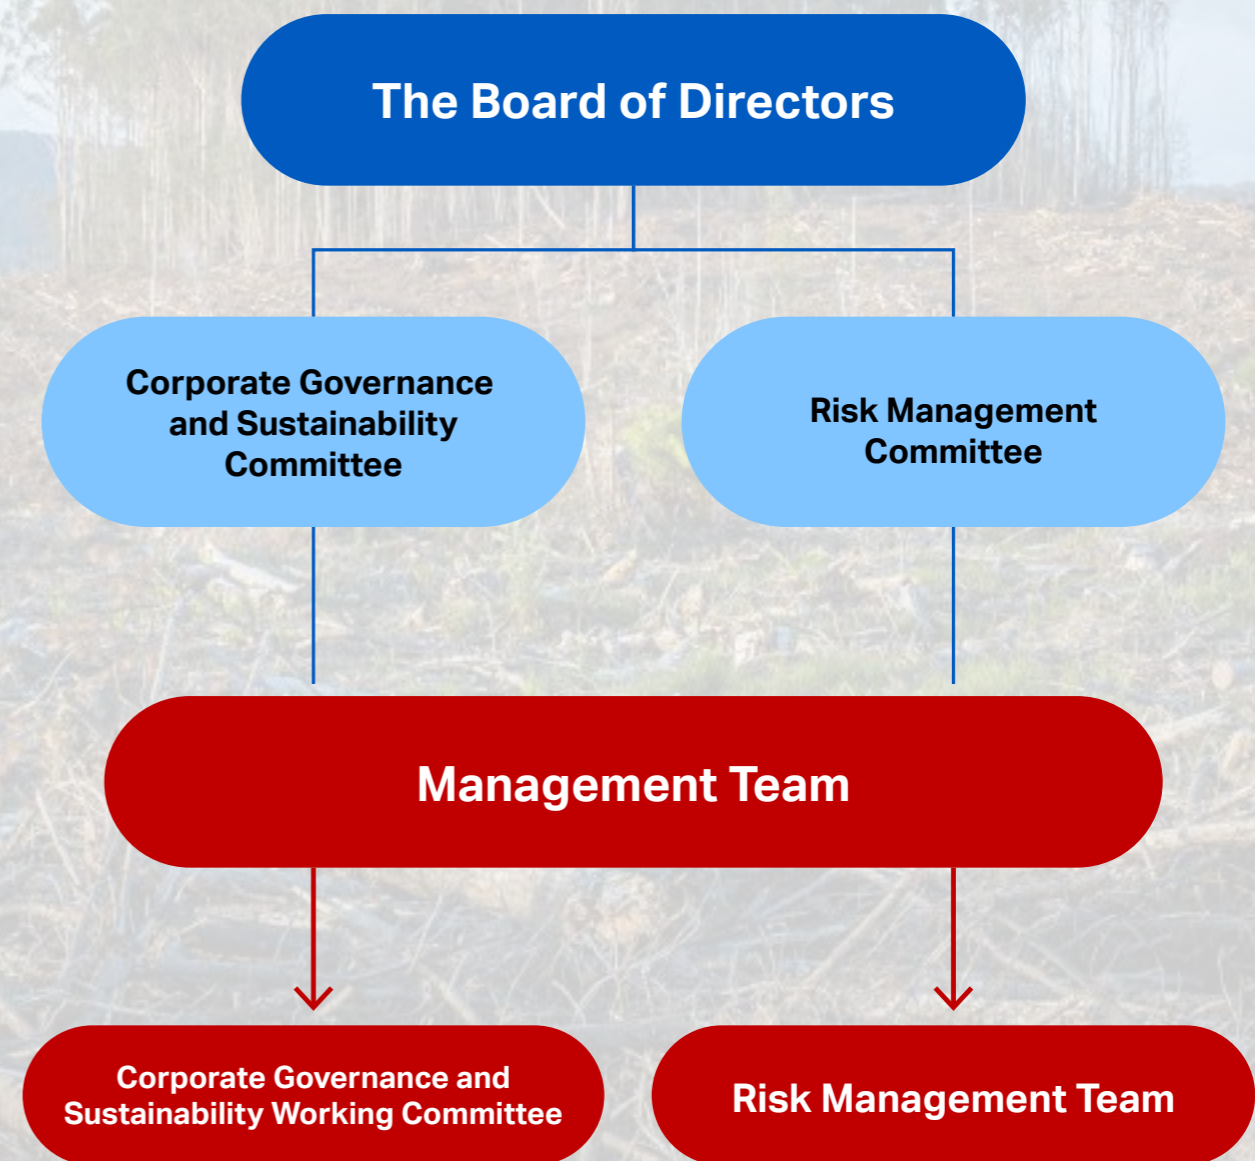 The Board of Directors
Corporate Governance
and Sustainability
Committee
Risk Management
Committee
Management Team
Corporate Governance and
Sustainability Working Committee
Risk Management Team